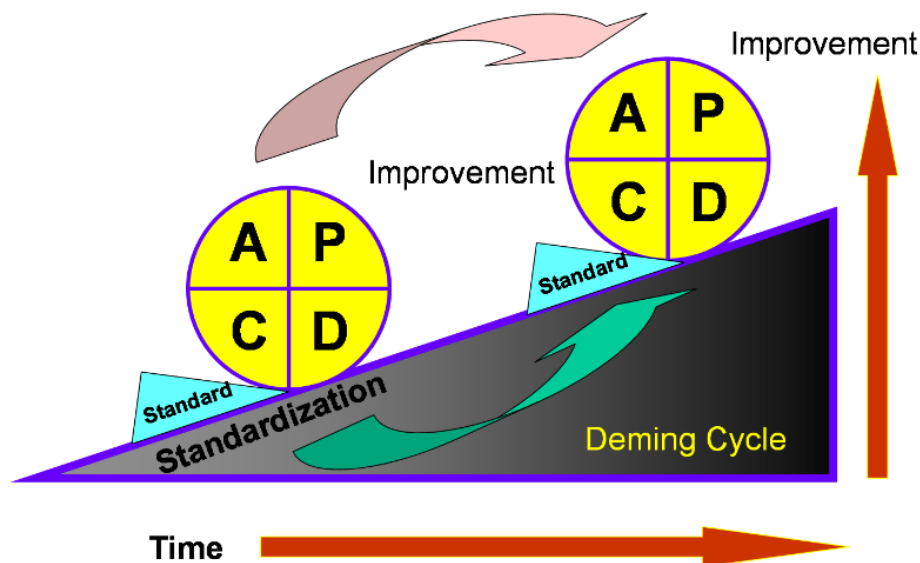 Improvement
A P
C D
Improvement
Standard
A P
C D
Standard
Standardization
Deming Cycle
Time